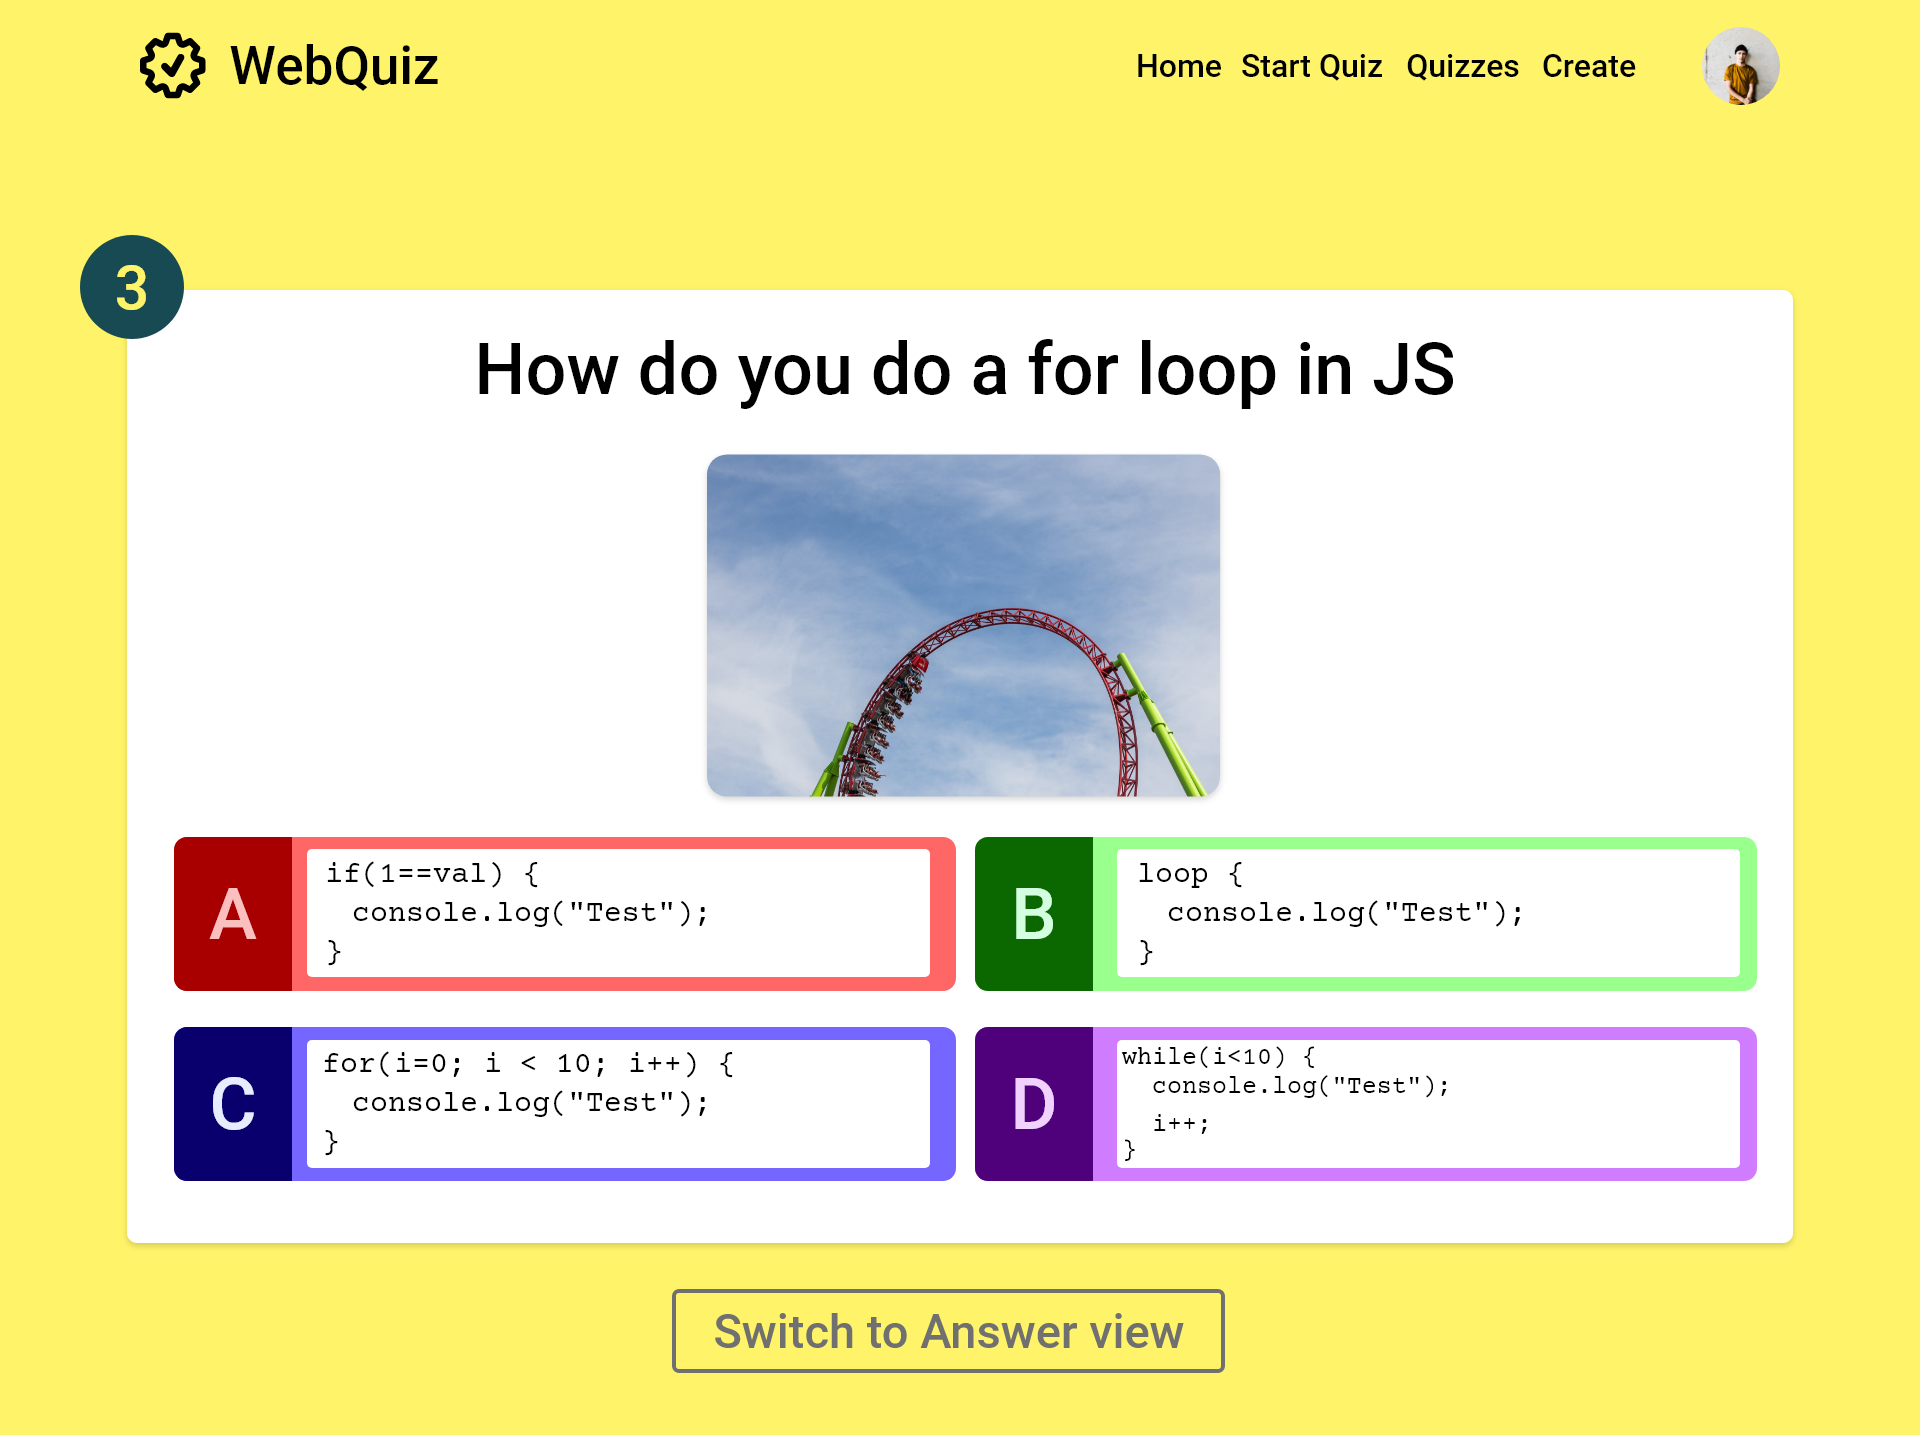 WebQuiz
Home Start Quiz Quizzes Create
3
How do you do a for loop in JS
A
if(1==val) {
console.log("Test");
}
B
loop {
console.log("Test");
}
C
for(i=0; i < 10; i++) {
console.log("Test");
}
D
while(i<10) {
console.log("Test");
i++;
}
Switch to Answer view